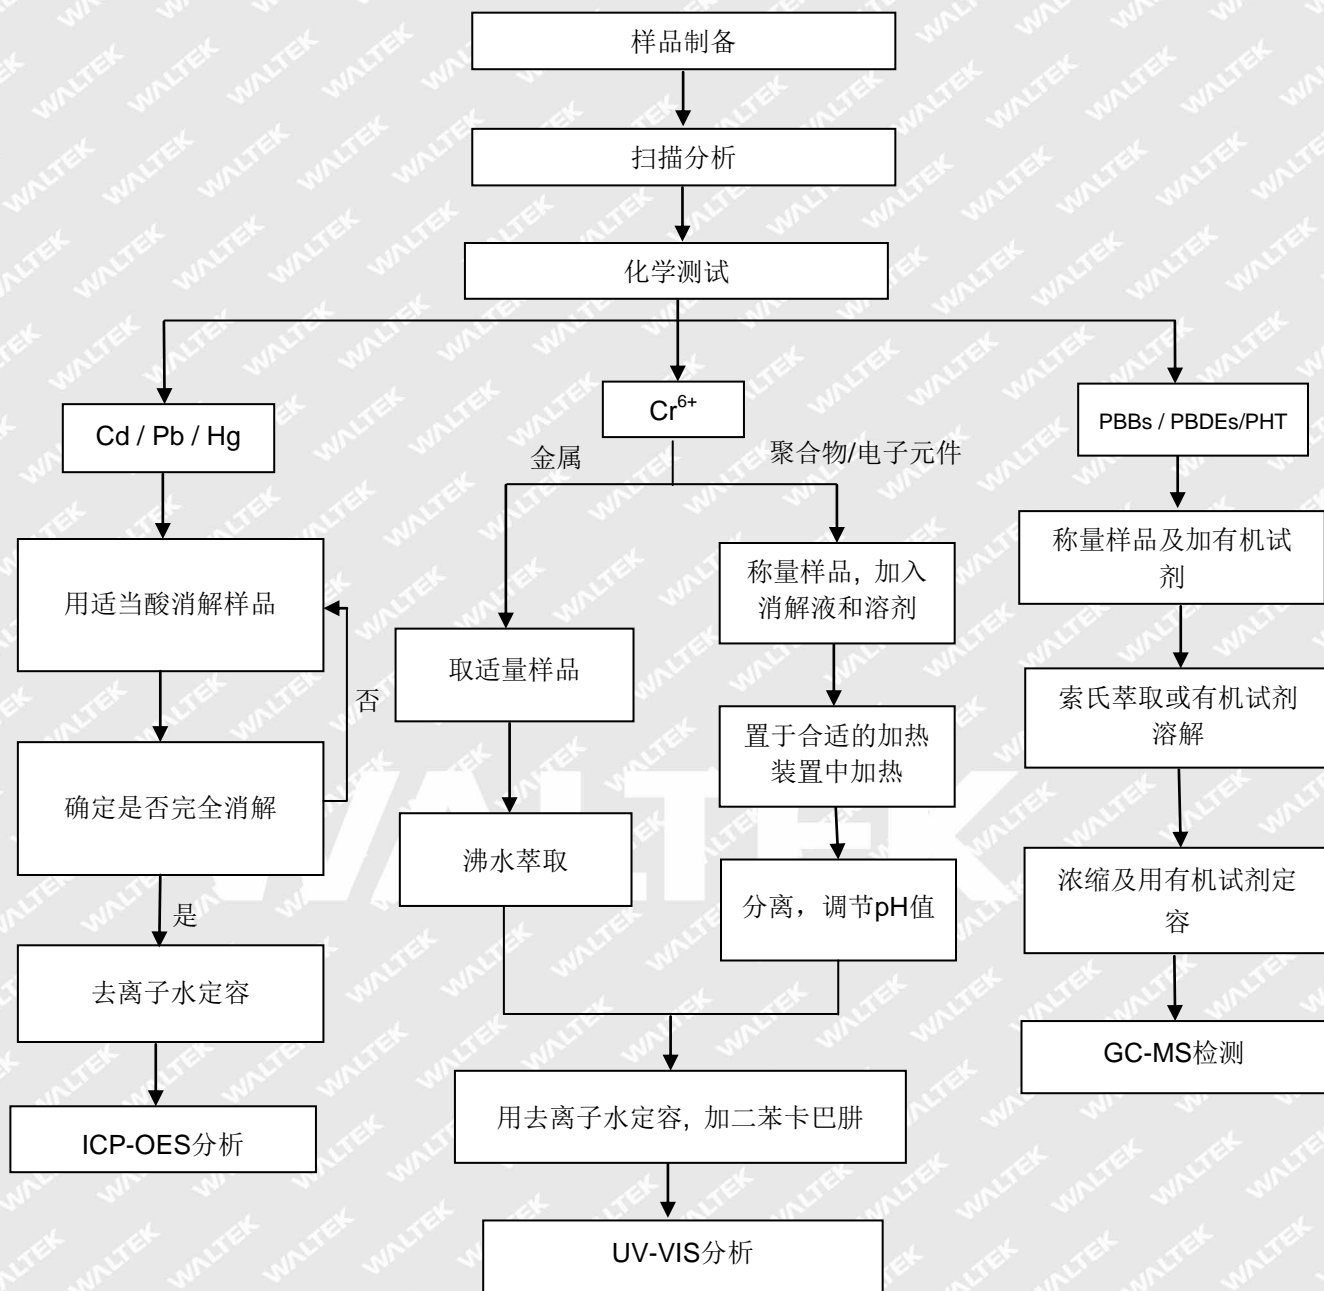 样品制备
扫描分析
化学测试
Cd / Pb / Hg
Cr6+
PBBs / PBDEs/PHT
金属
聚合物/电子元件
用适当酸消解样品
称量样品, 加入
消解液和溶剂
称量样品及加有机试
剂
取适量样品
否
置于合适的加热
装置中加热
索氏萃取或有机试剂
溶解
确定是否完全消解
沸水萃取
分离，调节pH值
浓缩及用有机试剂定
容
是
去离子水定容
GC-MS检测
ICP-OES分析
用去离子水定容, 加二苯卡巴肼
UV-VIS分析
WALTEK